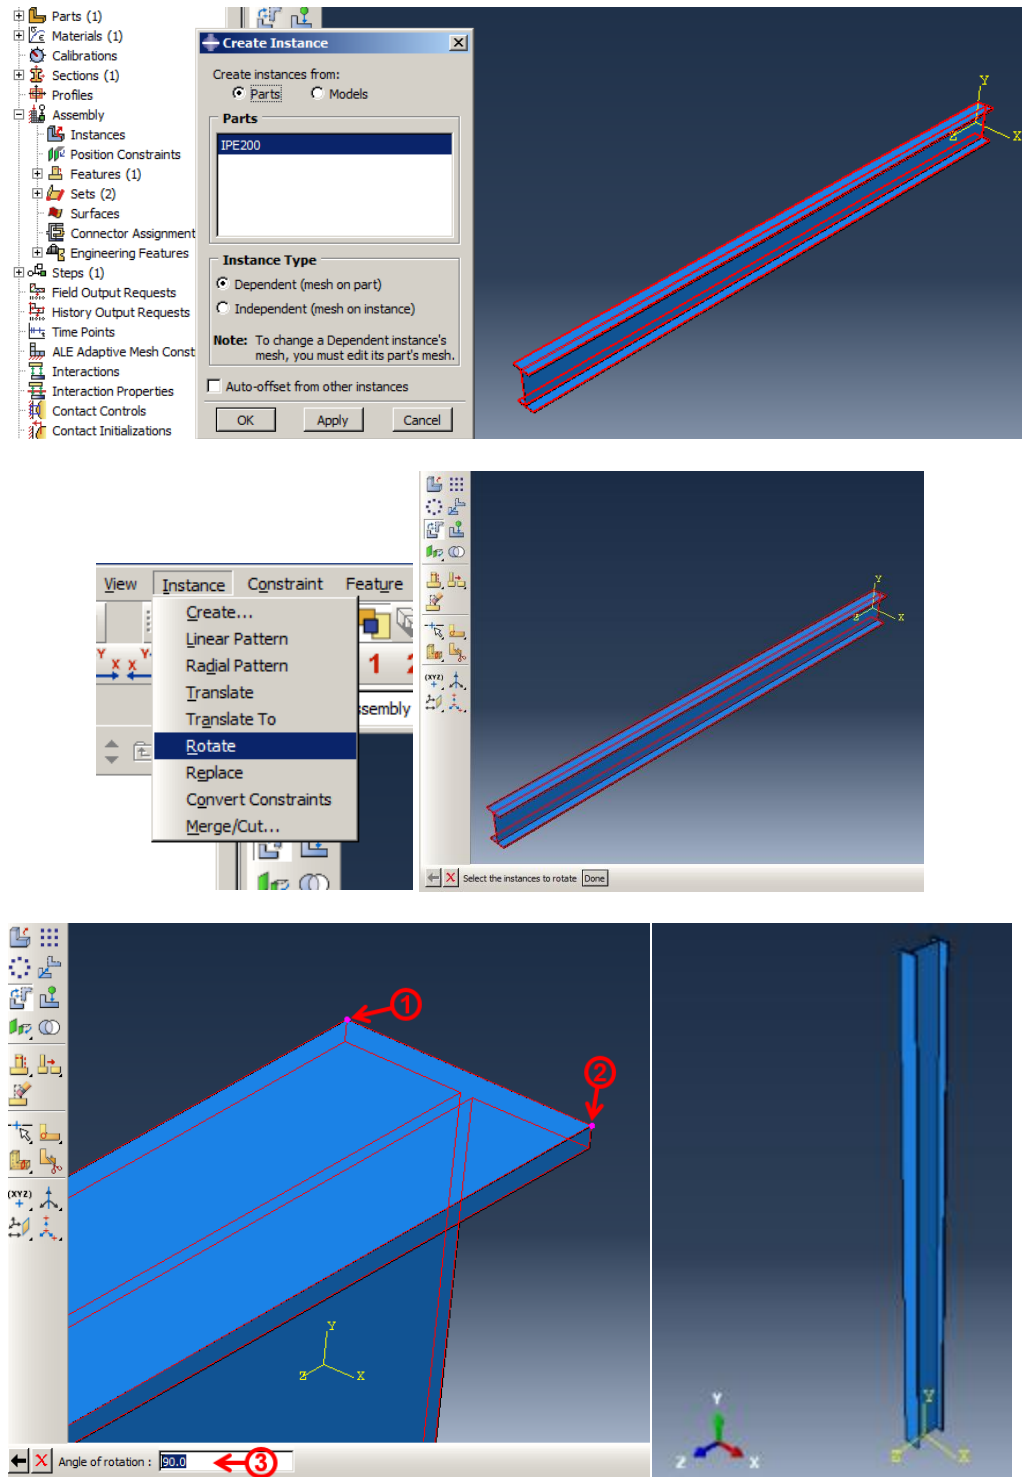 Parts (1)
Materials (1)
Calibrations
Sections (1)
Profiles
Assembly
Instances
Position Constraints
Features (1)
Sets (2)
Surfaces
Connector Assignment
Engineering Features
Steps (1)
Field Output Requests
History Output Requests
Time Points
ALE Adaptive Mesh Const
Interactions
Interaction Properties
Contact Controls
Contact Initializations
Create Instance
Create instances from:
Parts Models
Parts
IPE200
Instance Type
Dependent (mesh on part)
Independent (mesh on instance)
Note: To change a Dependent instance's
mesh, you must edit its part's mesh.
Auto-offset from other instances
OK Apply Cancel
Y
Z X
View Instance Constraint Feature
Create...
Linear Pattern
Radial Pattern
Translate
Translate To
Rotate
Replace
Convert Constraints
Merge/Cut...
Y Y
X X
1
ssembly
(XYZ)
Y
Z X
Select the instances to rotate Done
(XYZ)
1
2
Y
Z X
Angle of rotation : 90.0
3
Y
Z X
Y
Z X